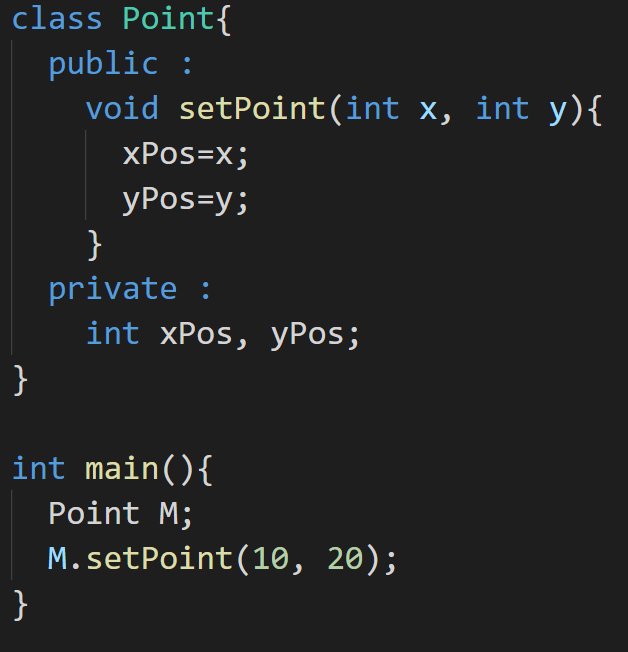 class Point{
public :
void setPoint(int x, int y){
xPos=x;
yPos=y;
}
private :
int xPos, yPos;
}
int main(){
Point M;
M.setPoint(10, 20);
}